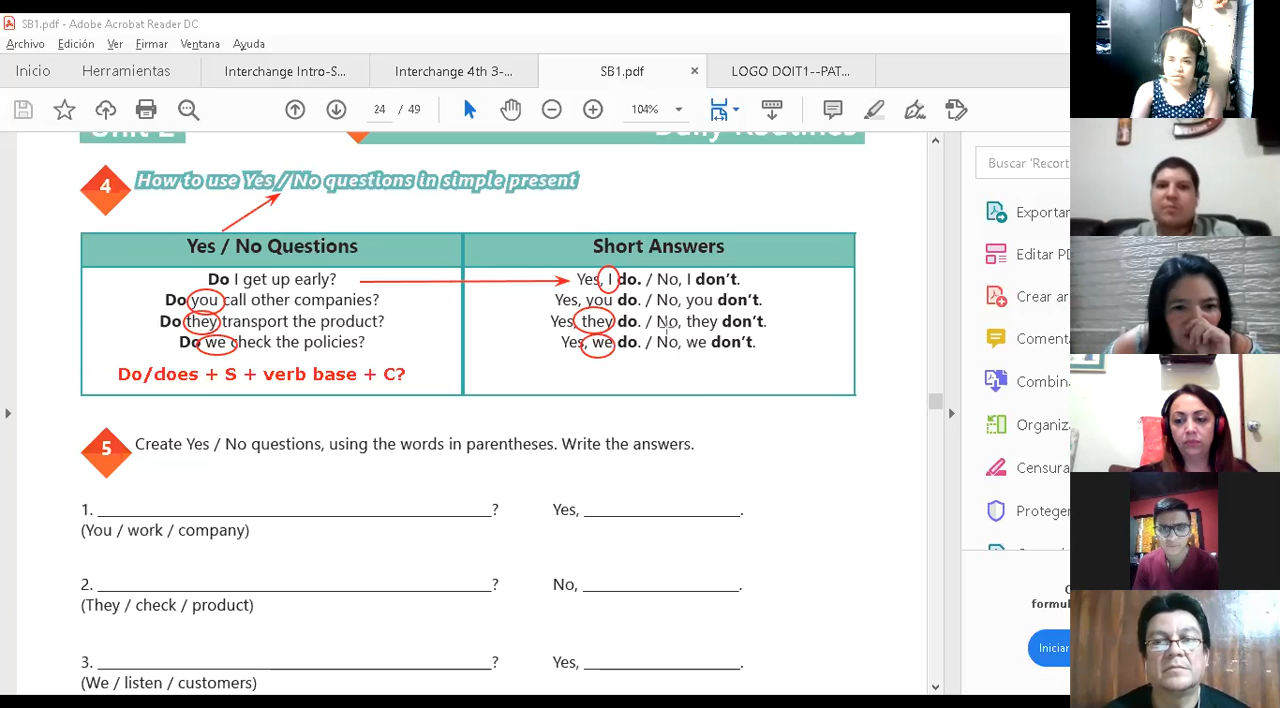 SB1.pdf - Adobe Acrobat Reader DC
Archivo Edición Ver Firmar Ventana Ayuda
Inicio Herramientas Interchange Intro-S... Interchange 4th 3-... SB1.pdf × LOGO DOIT1--PAT...
24 / 49 104%
Unit 2 Daily Routines
4 How to use Yes / No questions in simple present
Yes / No Questions Short Answers
Do I get up early? Yes, I do. / No, I don't.
Do you call other companies? Yes, you do. / No, you don't.
Do they transport the product? Yes, they do. / No, they don't.
Do we check the policies? Yes, we do. / No, we don't.
Do/does + S + verb base + C?
5 Create Yes / No questions, using the words in parentheses. Write the answers.
1. ? Yes, .
(You / work / company)
2. ? No, .
(They / check / product)
3. ? Yes, .
(We / listen / customers)
Buscar 'Recort
Exportar
Editar PD
Crear ar
Coment
Combin
Organiz
Censura
Proteger
formu
Iniciar